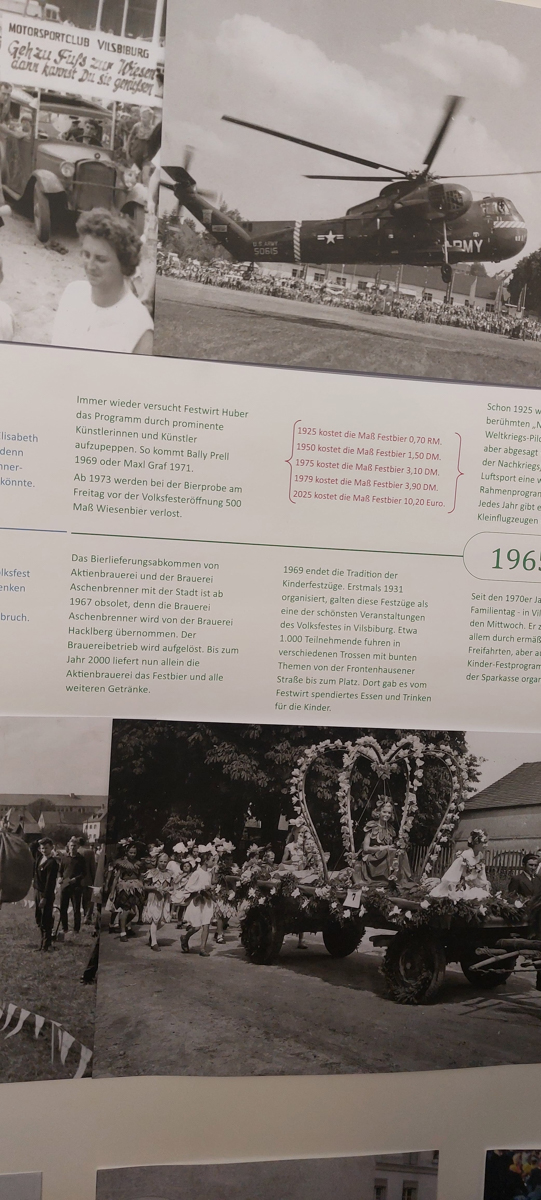 MOTORSPORTCLUB VILSBIBURG
Geh zu Fuß zur Wiesen
dann kannst Du sie genießen
U.S. ARMY
50615
ARMY
lisabeth
denn
nner-
könnte.
Immer wieder versucht Festwirt Huber
das Programm durch prominente
Künstlerinnen und Künstler
aufzupeppen. So kommt Bally Prell
1969 oder Maxl Graf 1971.
Ab 1973 werden bei der Bierprobe am
Freitag vor der Volksfesteröffnung 500
Maß Wiesenbier verlost.
1925 kostet die Maß Festbier 0,70 RM.
1950 kostet die Maß Festbier 1,50 DM.
1975 kostet die Maß Festbier 3,10 DM.
1979 kostet die Maß Festbier 3,90 DM.
2025 kostet die Maß Festbier 10,20 Euro.
Schon 1925 w
berühmten „N
Weltkriegs-Pil
aber abgesagt
der Nachkriegs
Luftsport eine w
Rahmenprogram
Jedes Jahr gibt e
Kleinflugzeugen
olksfest
enken
bruch.
Das Bierlieferungsabkommen von
Aktienbrauerei und der Brauerei
Aschenbrenner mit der Stadt ist ab
1967 obsolet, denn die Brauerei
Aschenbrenner wird von der Brauerei
Hacklberg übernommen. Der
Brauereibetrieb wird aufgelöst. Bis zum
Jahr 2000 liefert nun allein die
Aktienbrauerei das Festbier und alle
weiteren Getränke.
1969 endet die Tradition der
Kinderfestzüge. Erstmals 1931
organisiert, galten diese Festzüge als
eine der schönsten Veranstaltungen
des Volksfestes in Vilsbiburg. Etwa
1.000 Teilnehmende fuhren in
verschiedenen Trossen mit bunten
Themen von der Frontenhausener
Straße bis zum Platz. Dort gab es vom
Festwirt spendiertes Essen und Trinken
für die Kinder.
1965
Seit den 1970er Ja
Familientag - in Vil
den Mittwoch. Er z
allem durch ermäß
Freifahrten, aber au
Kinder-Festprogram
der Sparkasse organ
7